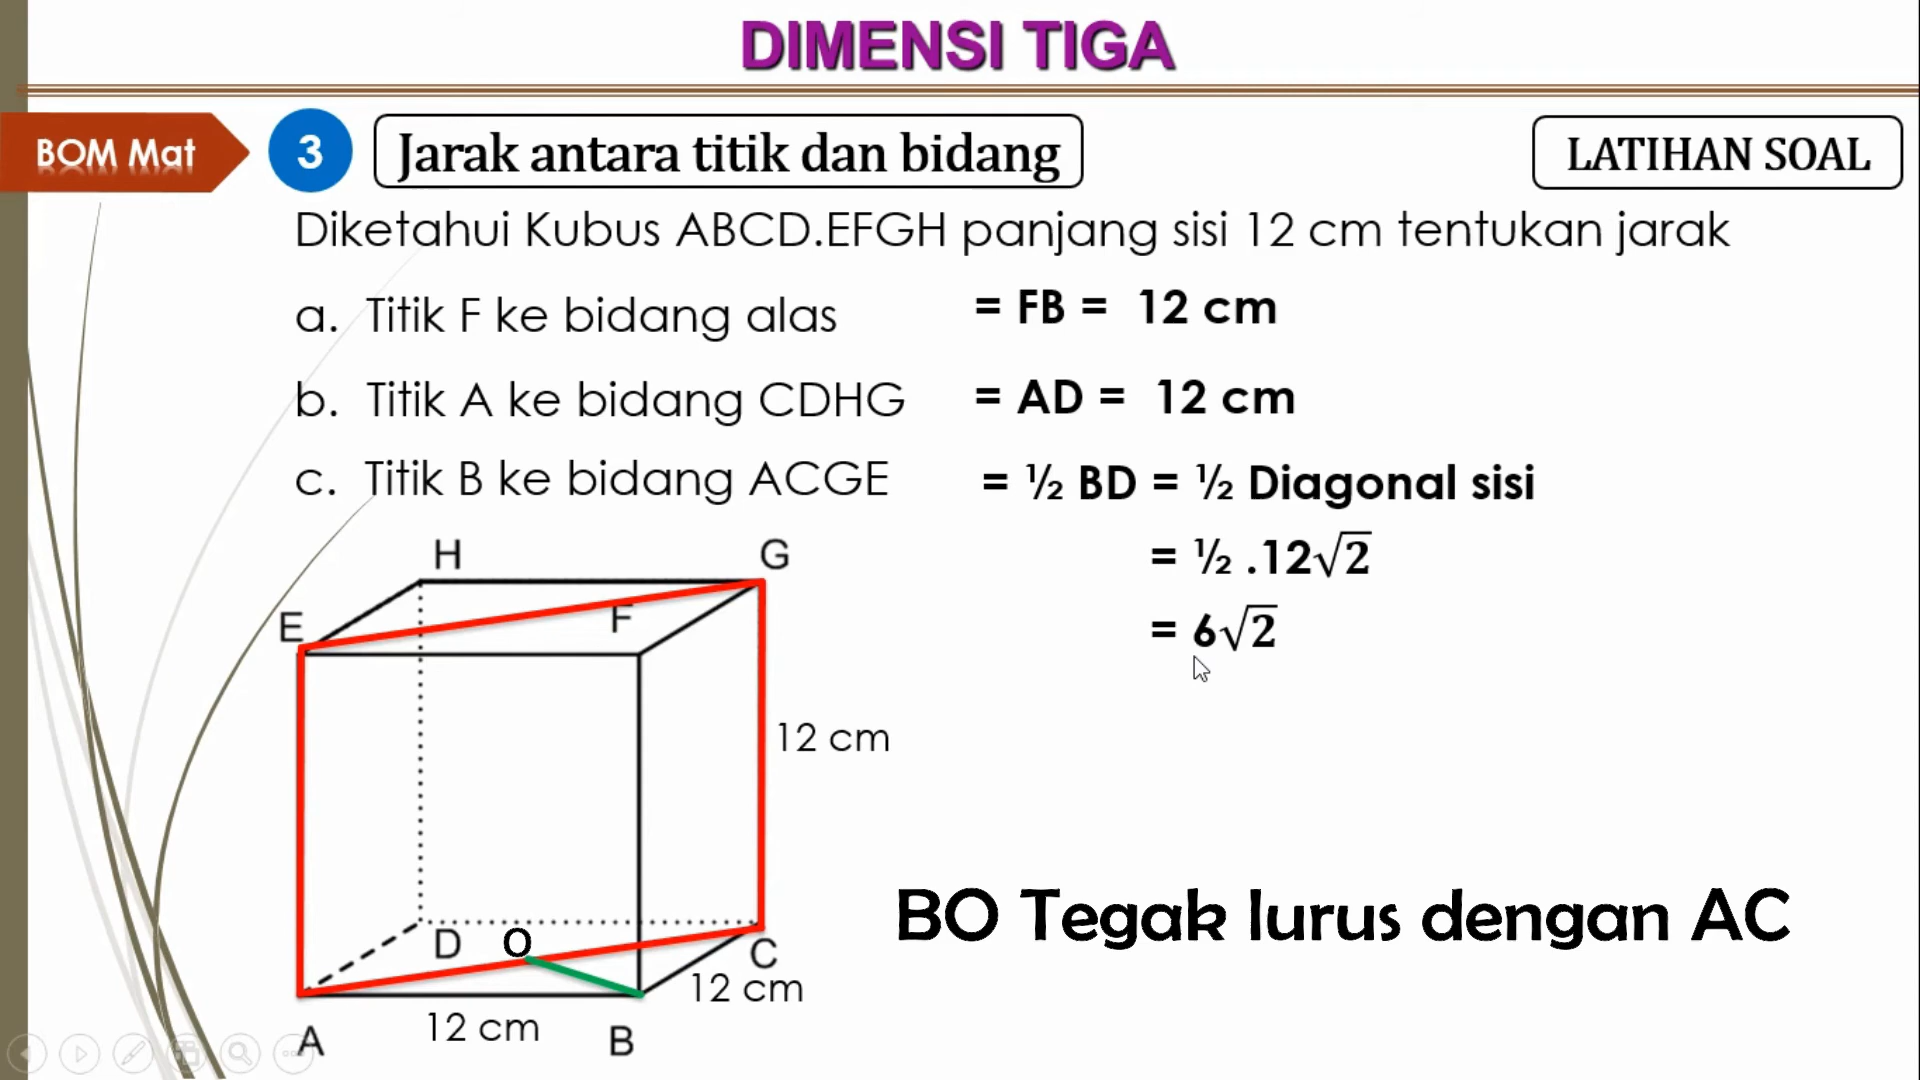 DIMENSI TIGA
BOM Mat
3
Jarak antara titik dan bidang
LATIHAN SOAL
Diketahui Kubus ABCD.EFGH panjang sisi 12 cm tentukan jarak
a. Titik F ke bidang alas = FB = 12 cm
b. Titik A ke bidang CDHG = AD = 12 cm
c. Titik B ke bidang ACGE = ½ BD = ½ Diagonal sisi
= ½ .12√2
= 6√2
H G
E F
12 cm
BO Tegak lurus dengan AC
D O C
12 cm
12 cm
A B